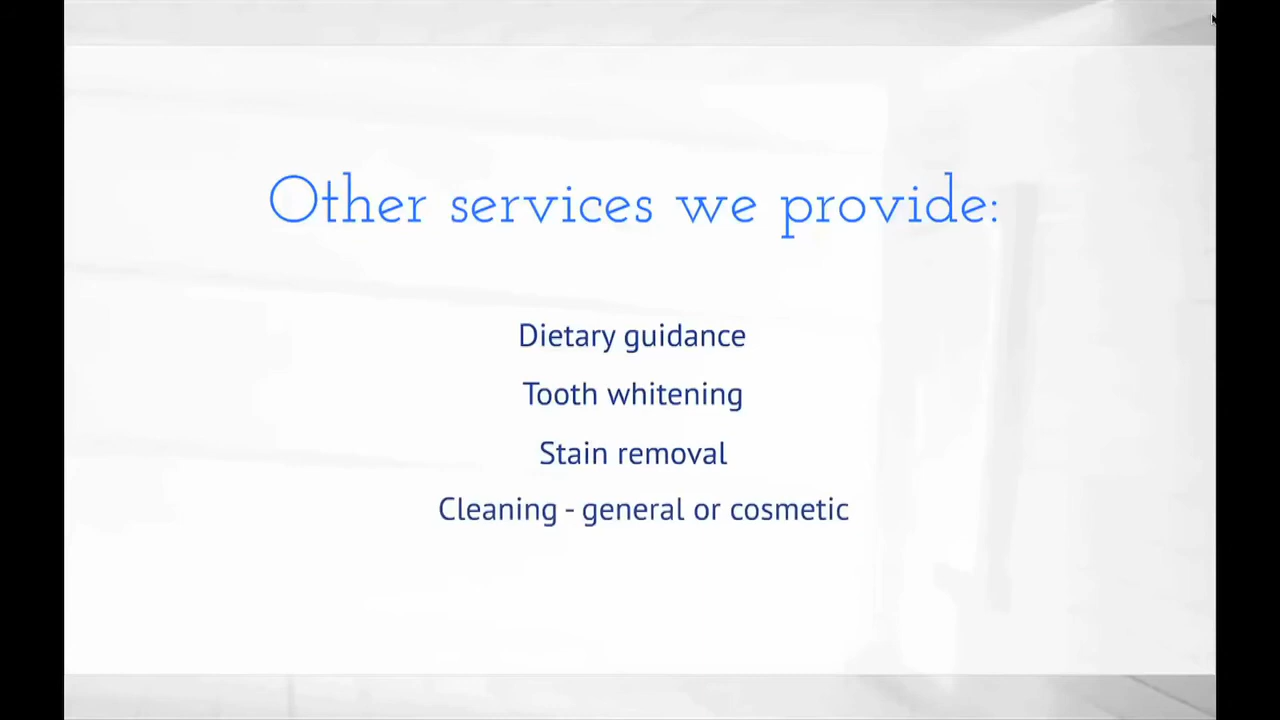 Other services we provide:
Dietary guidance
Tooth whitening
Stain removal
Cleaning - general or cosmetic